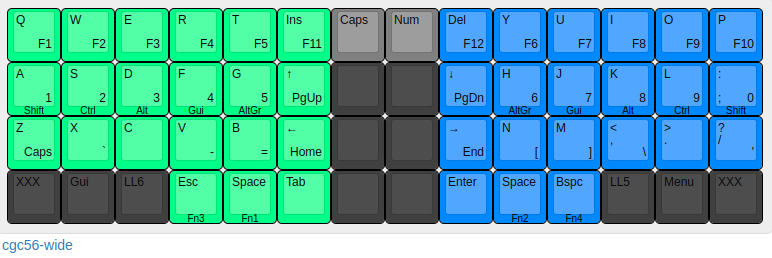 Q W E R T Ins Caps Num Del Y U I O P
F1 F2 F3 F4 F5 F11 F12 F6 F7 F8 F9 F10
A S D F G ↑ ↓ H J K L :
1 2 3 4 5 PgUp PgDn 6 7 8 9 ; 0
Shift Ctrl Alt Gui AltGr AltGr Gui Alt Ctrl Shift
Z X C V B ← → N M < > ?
Caps ` - = Home End [ ] , \ . / '
XXX Gui LL6 Esc Space Tab Enter Space Bspc LL5 Menu XXX
Fn3 Fn1 Fn2 Fn4
cgc56-wide